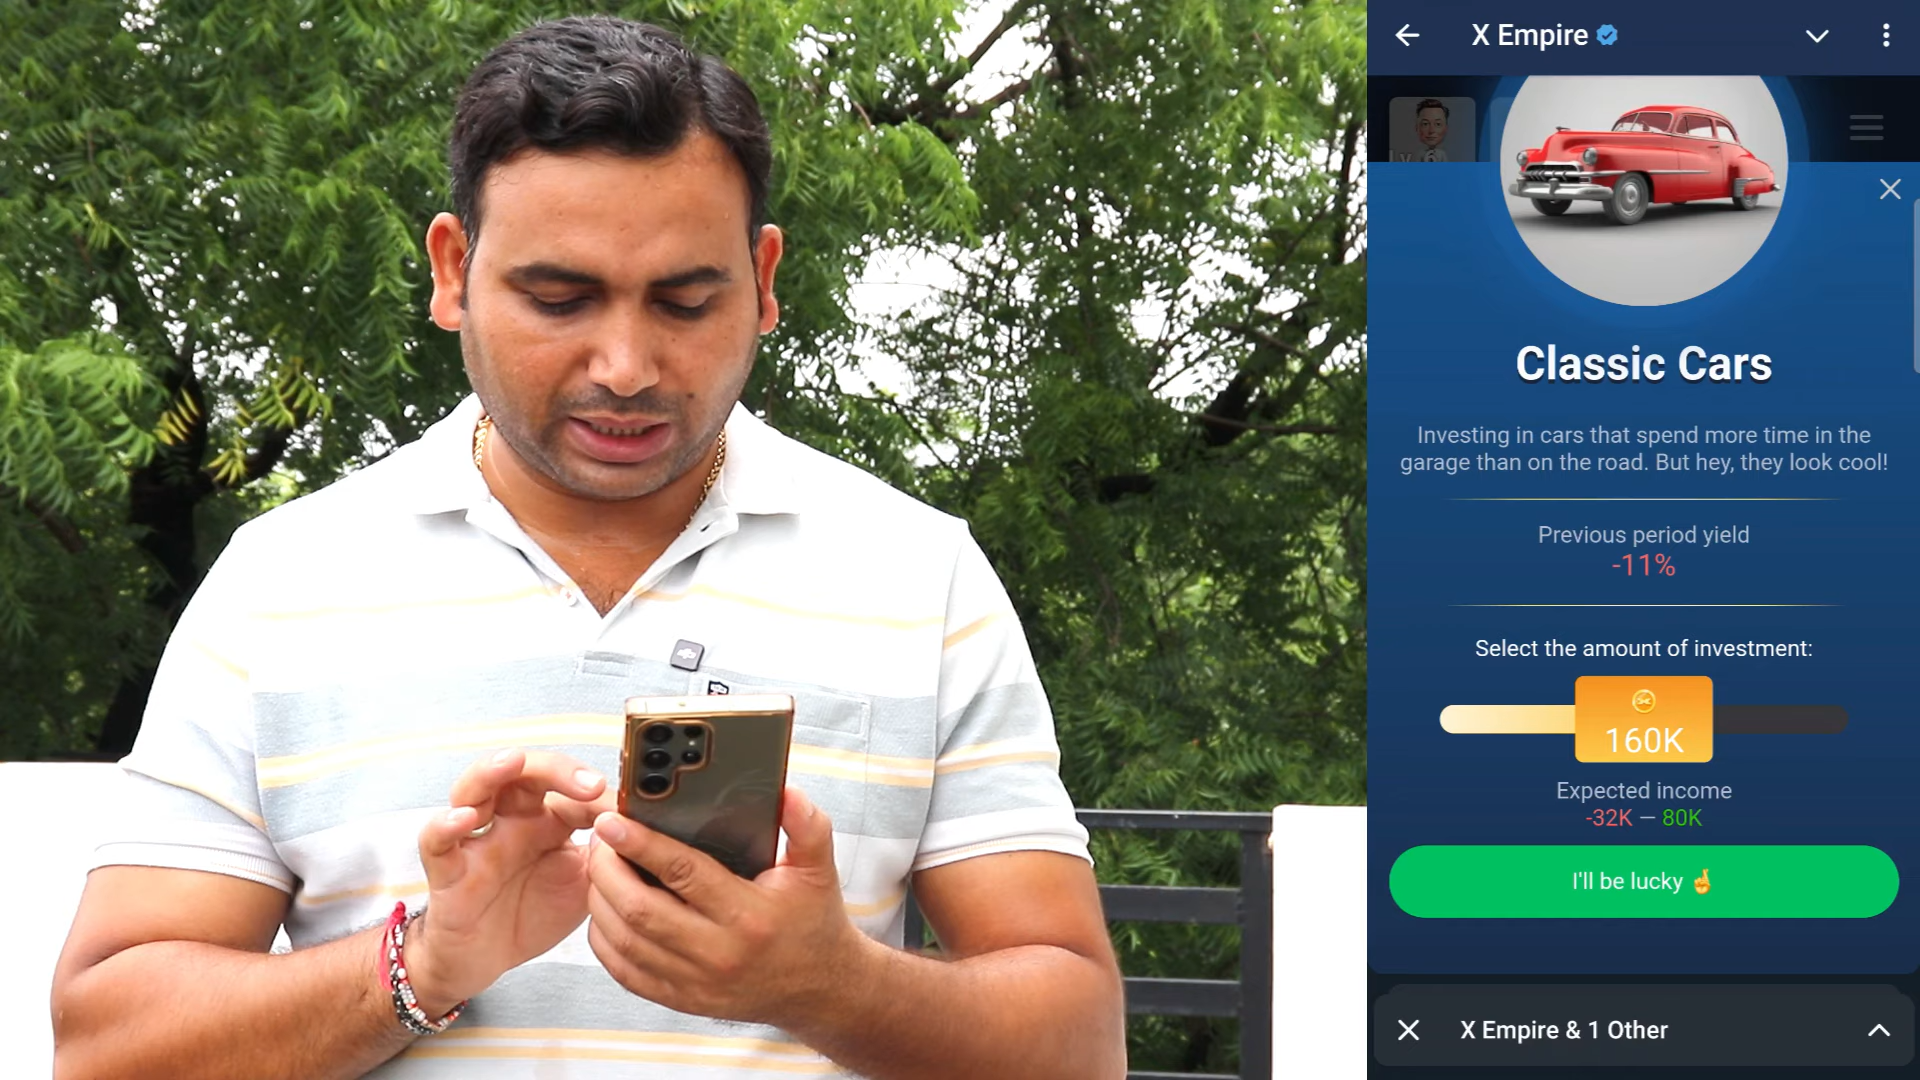 X Empire
Classic Cars
Investing in cars that spend more time in the
garage than on the road. But hey, they look cool!
Previous period yield
-11%
Select the amount of investment:
160K
Expected income
-32K — 80K
I'll be lucky 🤞
X Empire & 1 Other